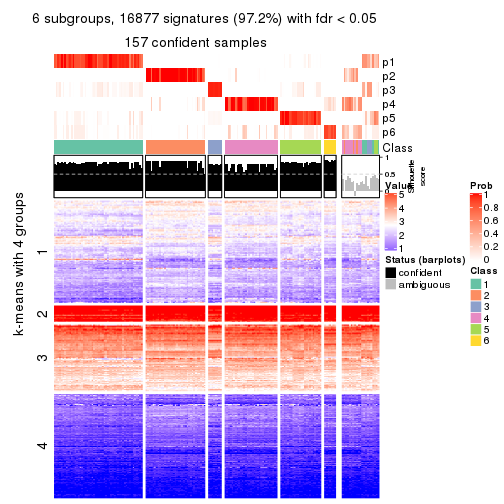 6 subgroups, 16877 signatures (97.2%) with fdr < 0.05
157 confident samples
p1
p2
p3
p4
p5
p6
Class
1
0.5
0
Silhouette
score
k-means with 4 groups
1
2
3
4
Value
5
4
3
2
1
Status (barplots)
confident
ambiguous
Prob
1
0.8
0.6
0.4
0.2
0
Class
1
2
3
4
5
6